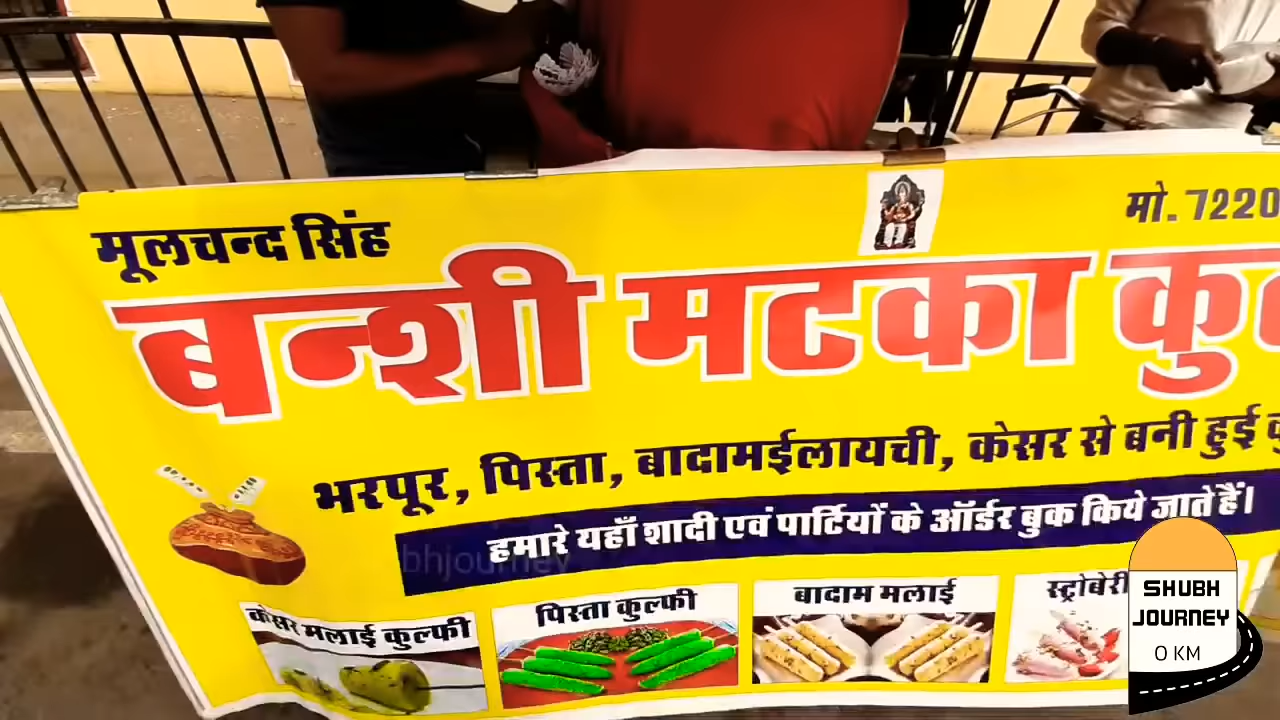 मूलचन्द सिंह
मो. 7220
बन्शी मटका
भरपूर, पिस्ता, बादामईलायची, केसर से बनी हुई
हमारे यहाँ शादी एवं पार्टियों के ऑर्डर बुक किये जाते हैं।
केसर मलाई कुल्फी
पिस्ता कुल्फी
बादाम मलाई
स्ट्रोबेरी
SHUBH
JOURNEY
0 KM